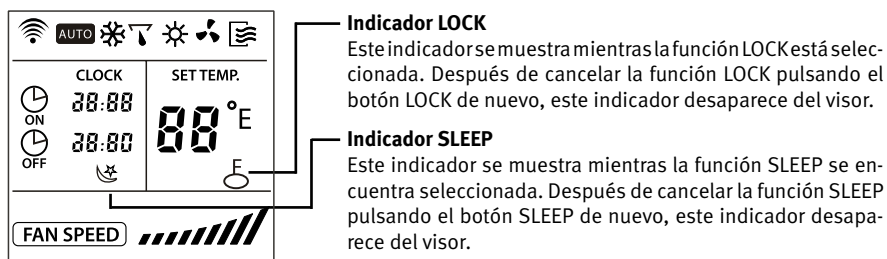 AUTO
CLOCK
SET TEMP.
ON
88:88
88°E
OFF
88:80
FAN SPEED
Indicador LOCK
Este indicador se muestra mientras la función LOCK está selec-
cionada. Después de cancelar la función LOCK pulsando el
botón LOCK de nuevo, este indicador desaparece del visor.
Indicador SLEEP
Este indicador se muestra mientras la función SLEEP se en-
cuentra seleccionada. Después de cancelar la función SLEEP
pulsando el botón SLEEP de nuevo, este indicador desapa-
rece del visor.